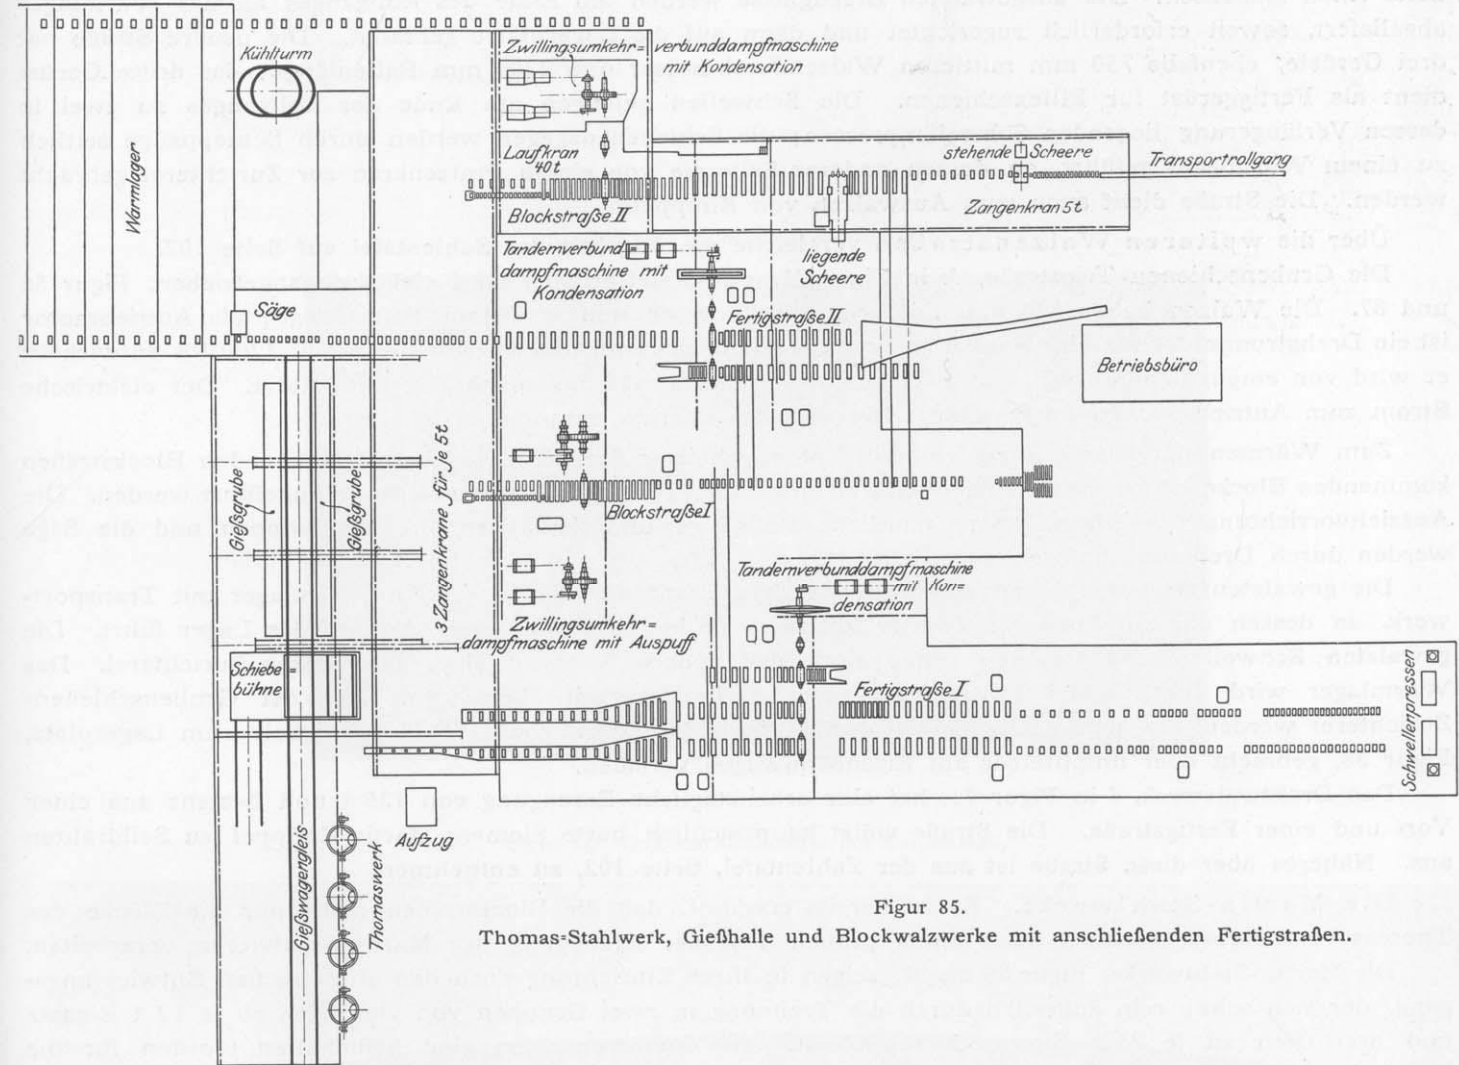 Kühlturm
Zwillingsumkehr=verbunddampfmaschine
mit Kondensation
Warmlager
Laufkran
40t
stehende Scheere
Transportrollgang
Blockstraße II
Zangenkran 5t
Tandemverbund
dampfmaschine mit
Kondensation
liegende
Scheere
Säge
Fertigstraße II
Betriebsbüro
Gießgrube
Gießgrube
3 Zangenkrane für je 5t
Blockstraße I
Tandemverbunddampfmaschine
mit Kon=
densation
Zwillingsumkehr=
dampfmaschine mit Auspuff
Schiebe
bühne
Fertigstraße I
Schwellenpressen
Aufzug
Gießwagengleis
Thomaswerk
Figur 85.
Thomas-Stahlwerk, Gießhalle und Blockwalzwerke mit anschließenden Fertigstraßen.